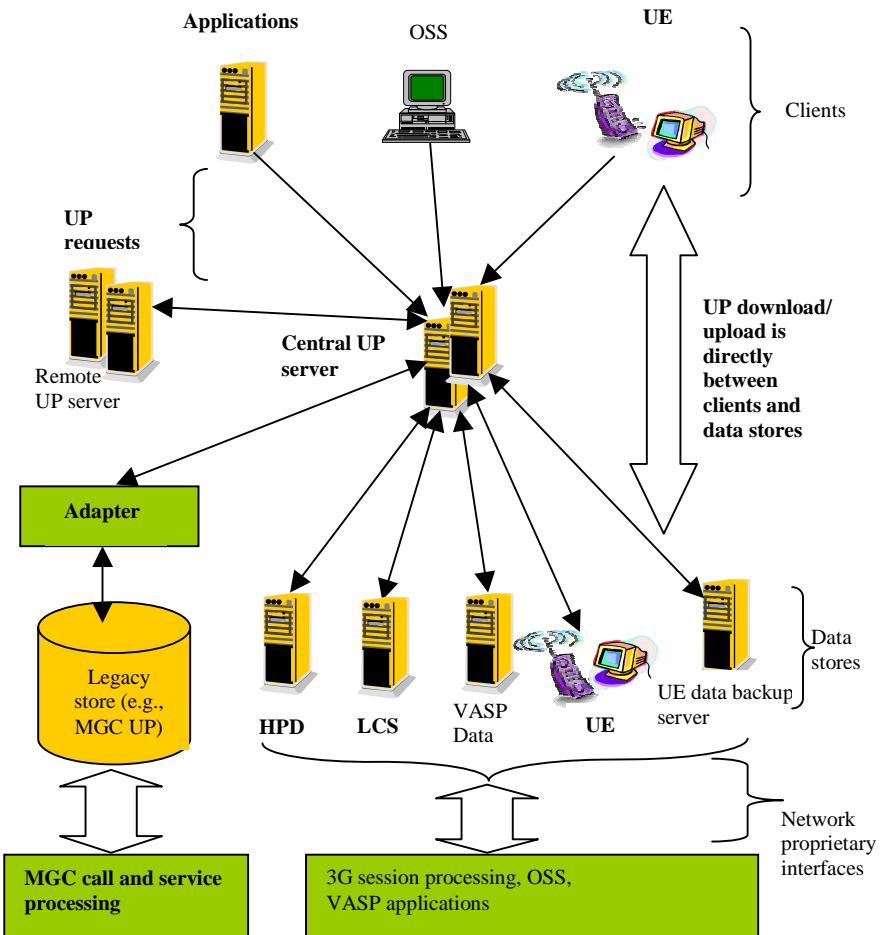 Applications
OSS
UE
Clients
UP
requests
Remote
UP server
Central UP
server
UP download/
upload is
directly
between
clients and
data stores
Adapter
Legacy
store (e.g.,
MGC UP)
HPD
LCS
VASP
Data
UE
UE data backup
server
Data
stores
Network
proprietary
interfaces
MGC call and service
processing
3G session processing, OSS,
VASP applications